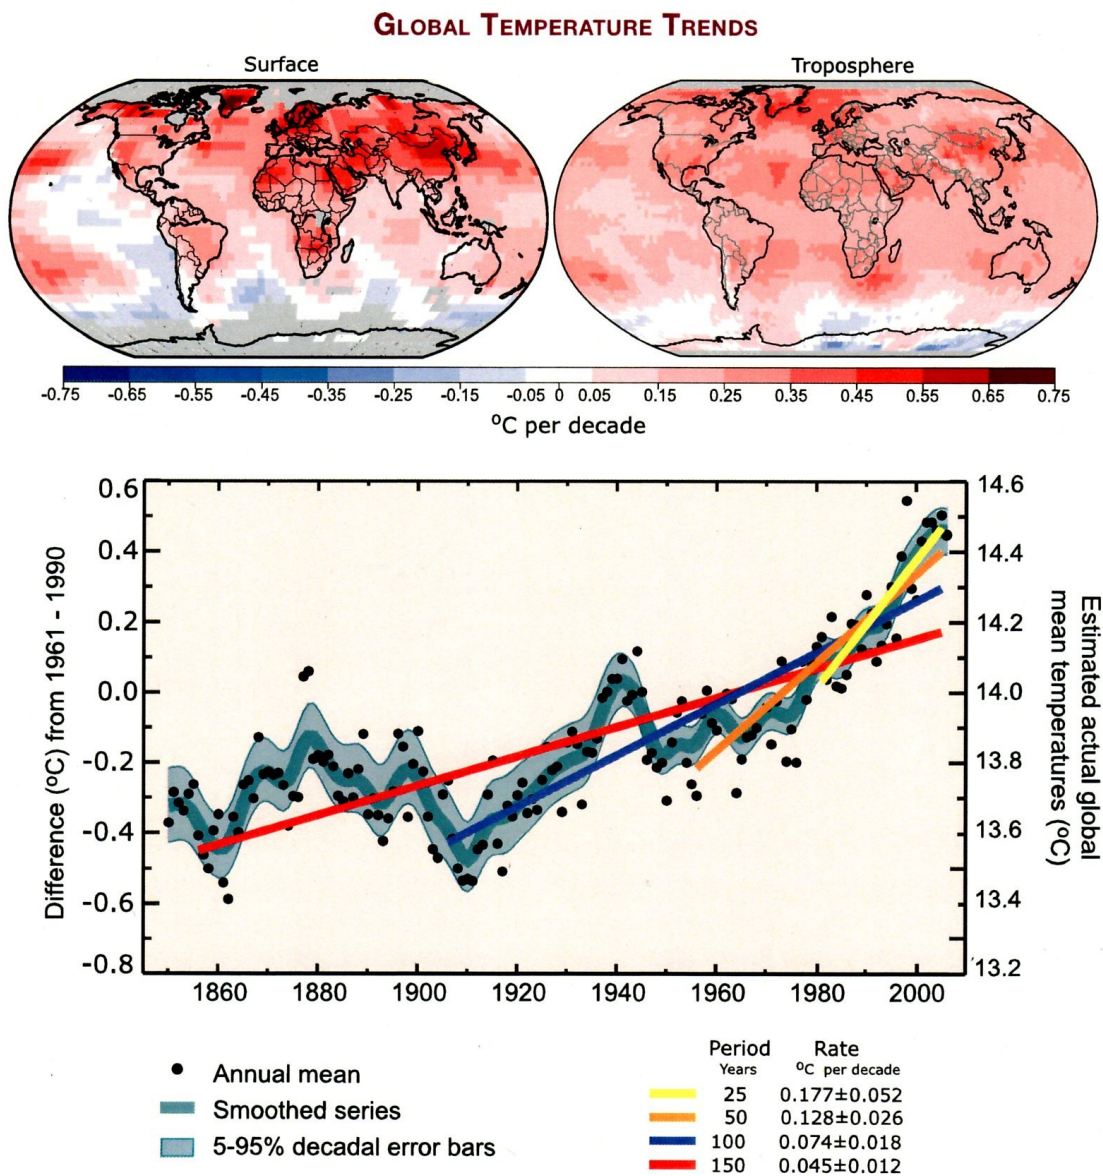 GLOBAL TEMPERATURE TRENDS
Surface
Troposphere
-0.75 -0.65 -0.55 -0.45 -0.35 -0.25 -0.15 -0.05 0 0.05 0.15 0.25 0.35 0.45 0.55 0.65 0.75
°C per decade
Difference (°C) from 1961 - 1990
0.6
0.4
0.2
0.0
-0.2
-0.4
-0.6
-0.8
14.6
14.4
14.2
14.0
13.8
13.6
13.4
13.2
Estimated actual global
mean temperatures (°C)
1860 1880 1900 1920 1940 1960 1980 2000
Annual mean
Smoothed series
5-95% decadal error bars
Period Rate
Years °C per decade
25 0.177±0.052
50 0.128±0.026
100 0.074±0.018
150 0.045±0.012